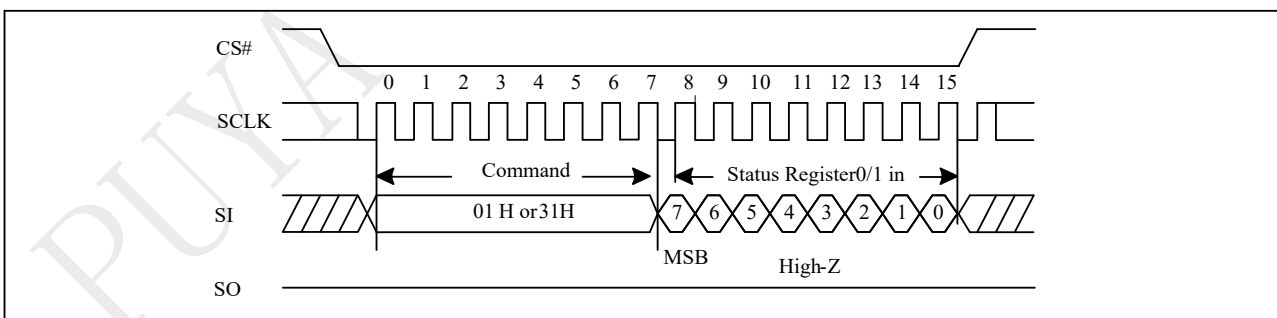 CS#
0 1 2 3 4 5 6 7 8 9 10 11 12 13 14 15
SCLK
Command Status Register0/1 in
SI 01 H or31H 7 6 5 4 3 2 1 0
MSB High-Z
SO
PUYA